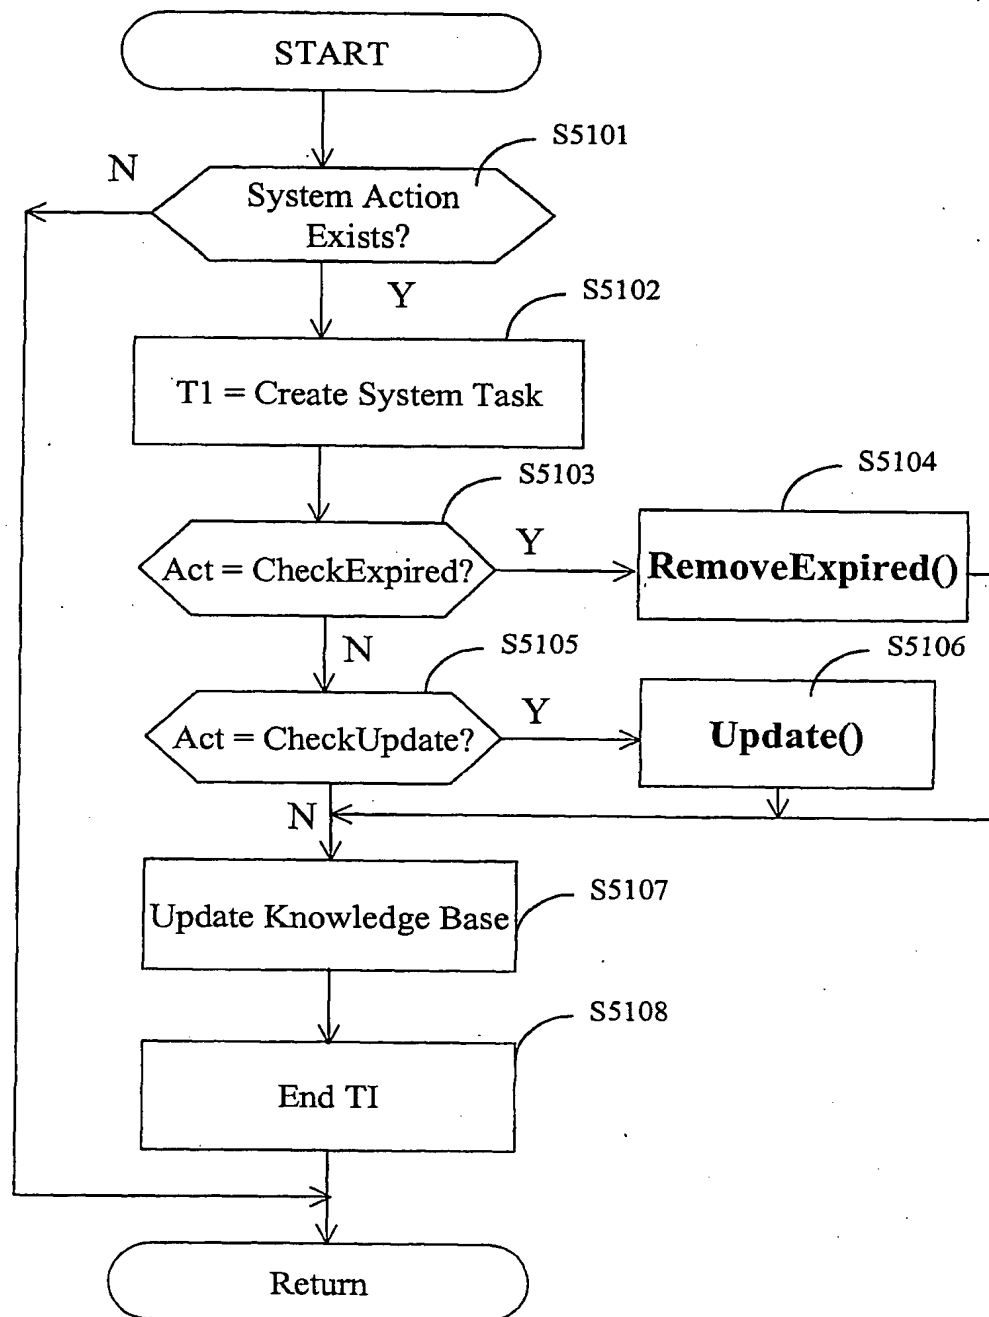 START
S5101
N
System Action
Exists?
Y
S5102
T1 = Create System Task
S5103
S5104
Act = CheckExpired?
Y
RemoveExpired()
N
S5105
S5106
Act = CheckUpdate?
Y
Update()
N
S5107
Update Knowledge Base
S5108
End TI
Return